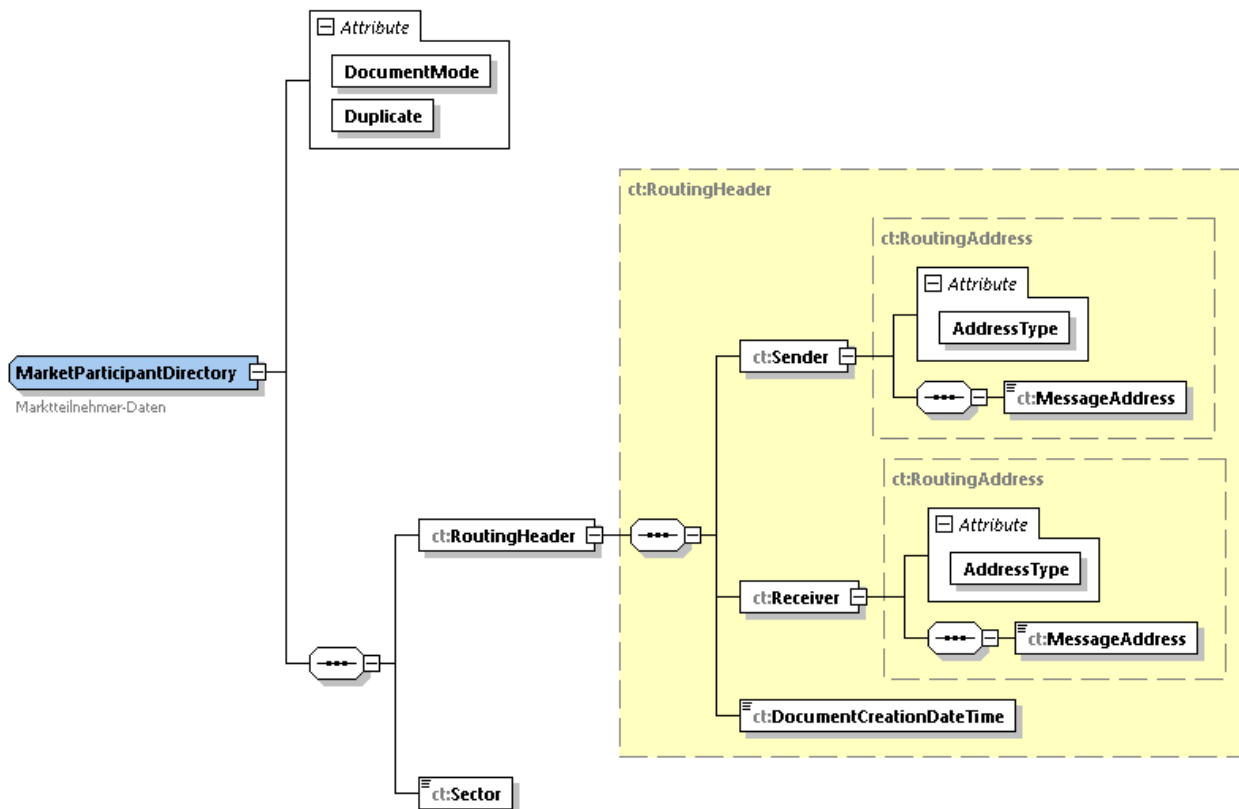 Attribute
DocumentMode
Duplicate
ct:RoutingHeader
ct:RoutingAddress
Attribute
AddressType
ct:Sender
ct:MessageAddress
MarketParticipantDirectory
Marktteilnehmer-Daten
ct:RoutingAddress
Attribute
ct:RoutingHeader
AddressType
ct:Receiver
ct:MessageAddress
ct:DocumentCreationDateTime
ct:Sector